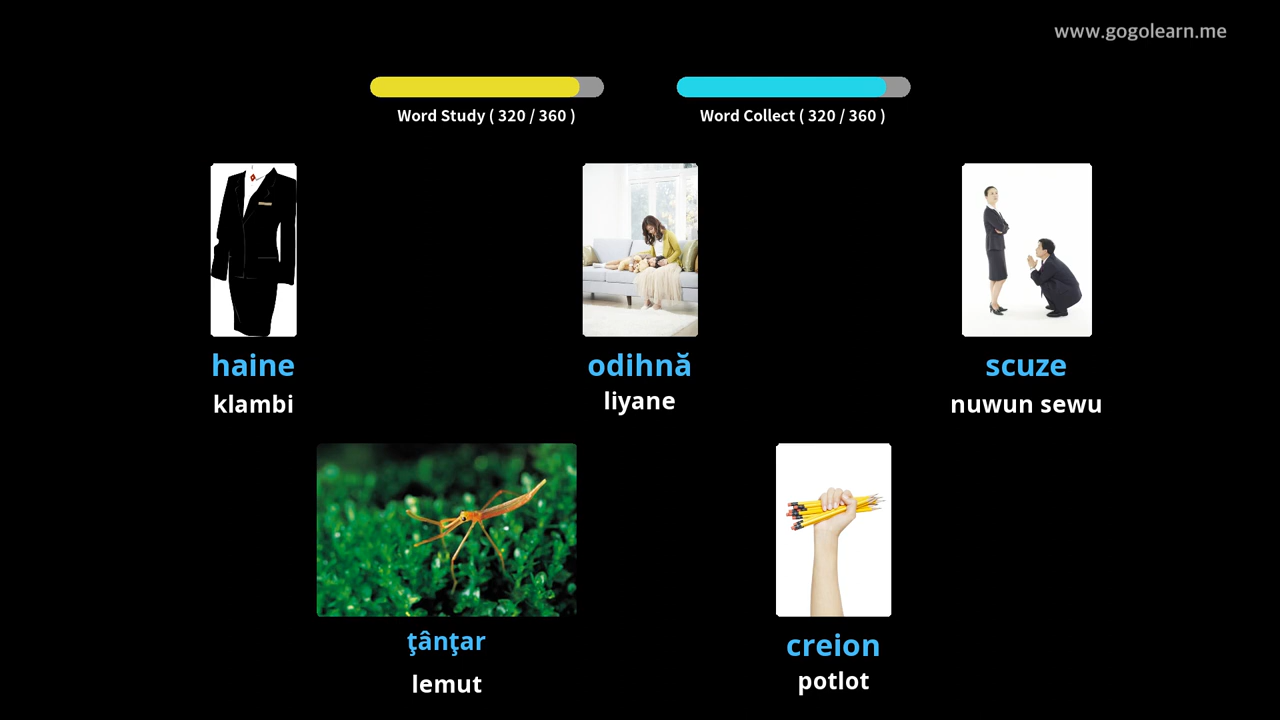 www.gogolearn.me
Word Study ( 320 / 360 )
Word Collect ( 320 / 360 )
haine
klambi
odihnă
liyane
scuze
nuwun sewu
ţânţar
lemut
creion
potlot